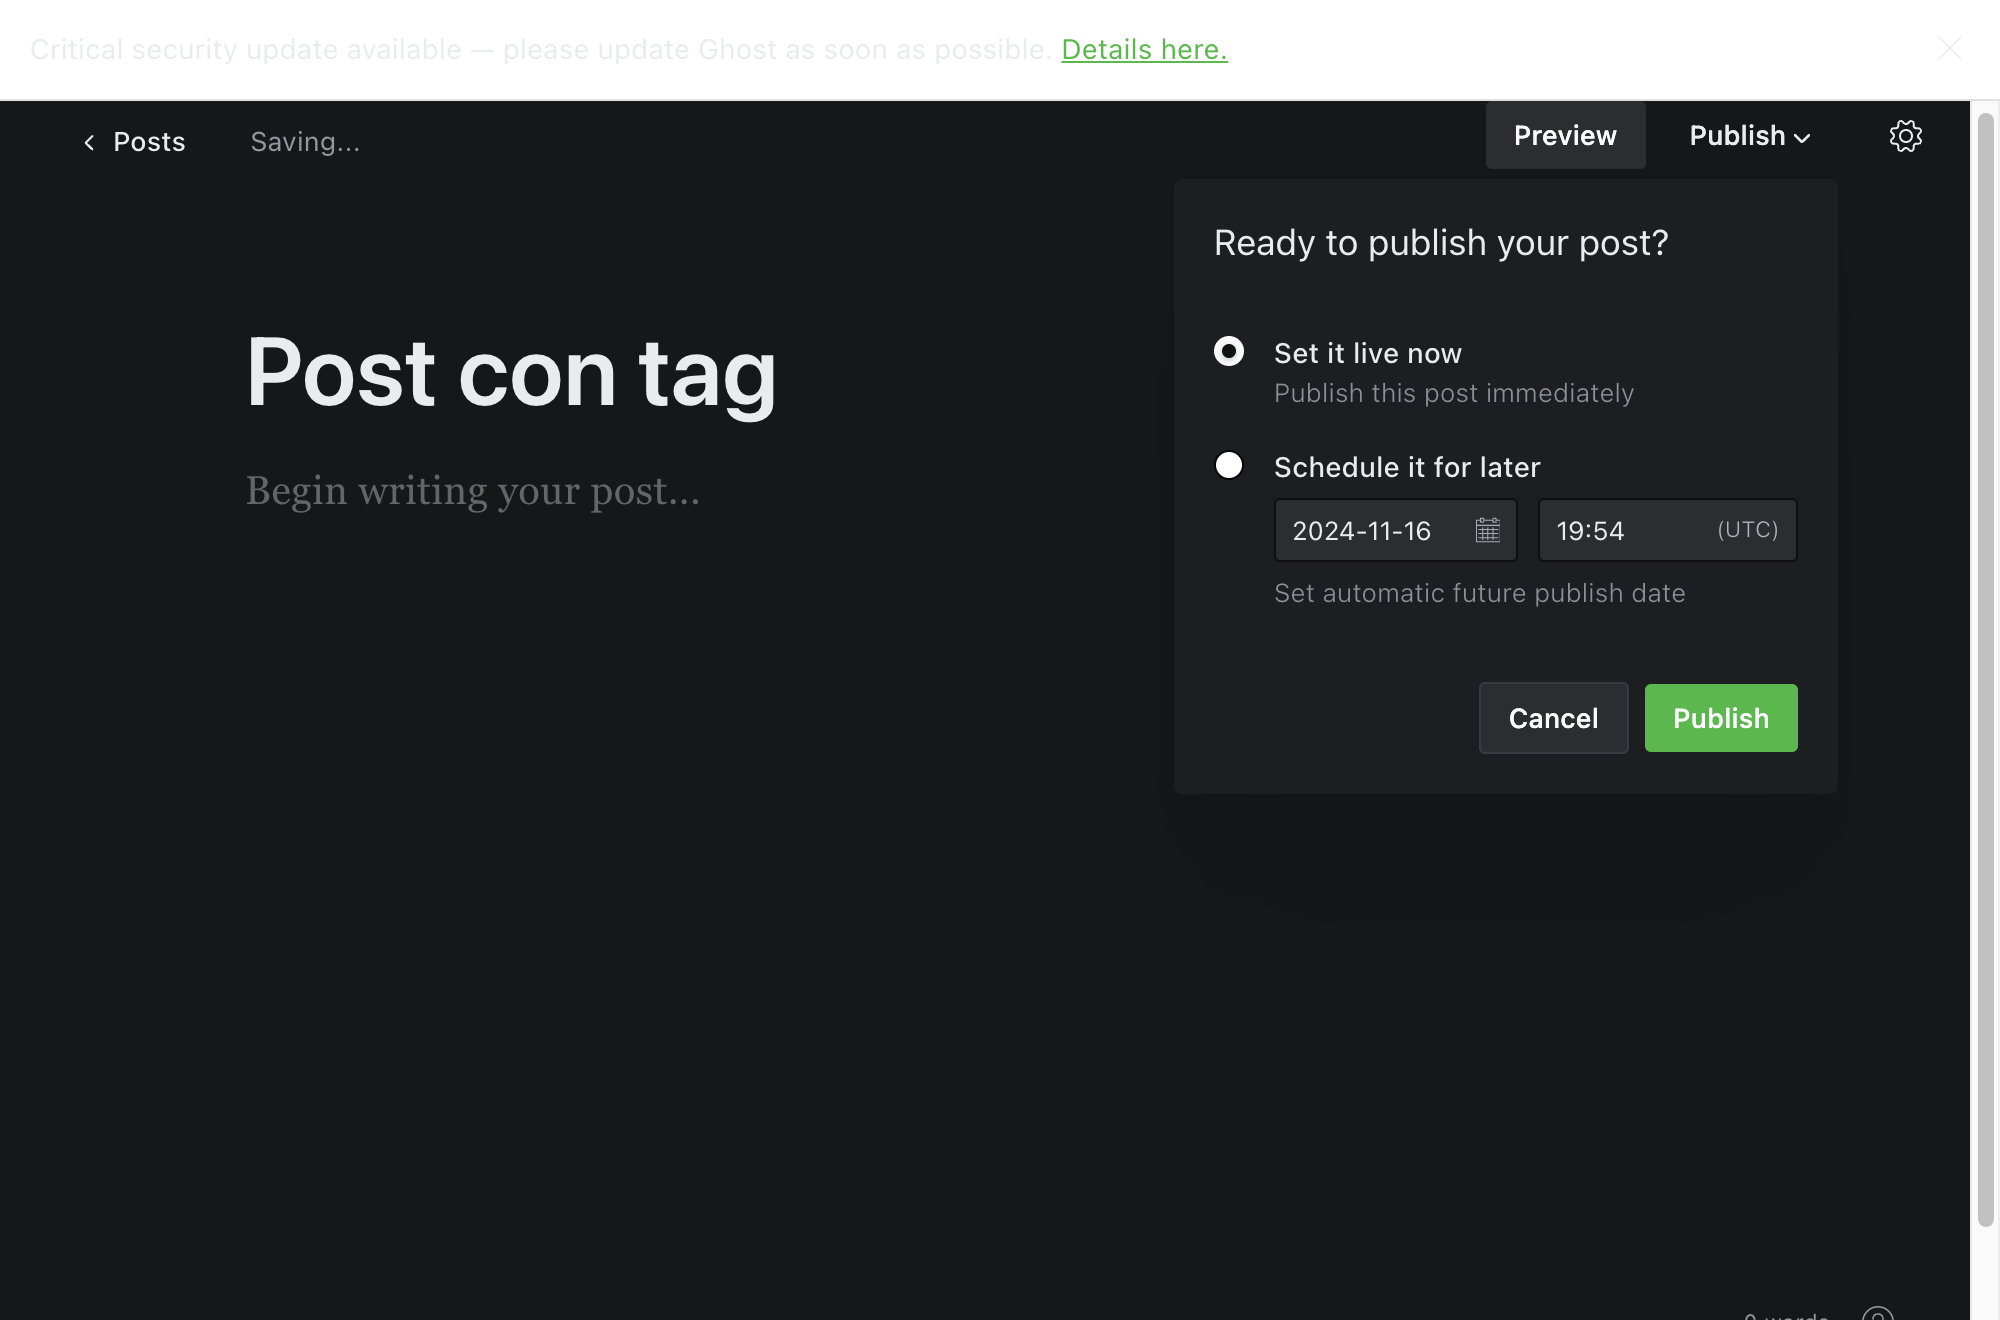 Critical security update available — please update Ghost as soon as possible. Details here.
Posts
Saving...
Preview
Publish
Ready to publish your post?
Post con tag
Begin writing your post...
Set it live now
Publish this post immediately
Schedule it for later
2024-11-16
19:54
(UTC)
Set automatic future publish date
Cancel
Publish
0 words